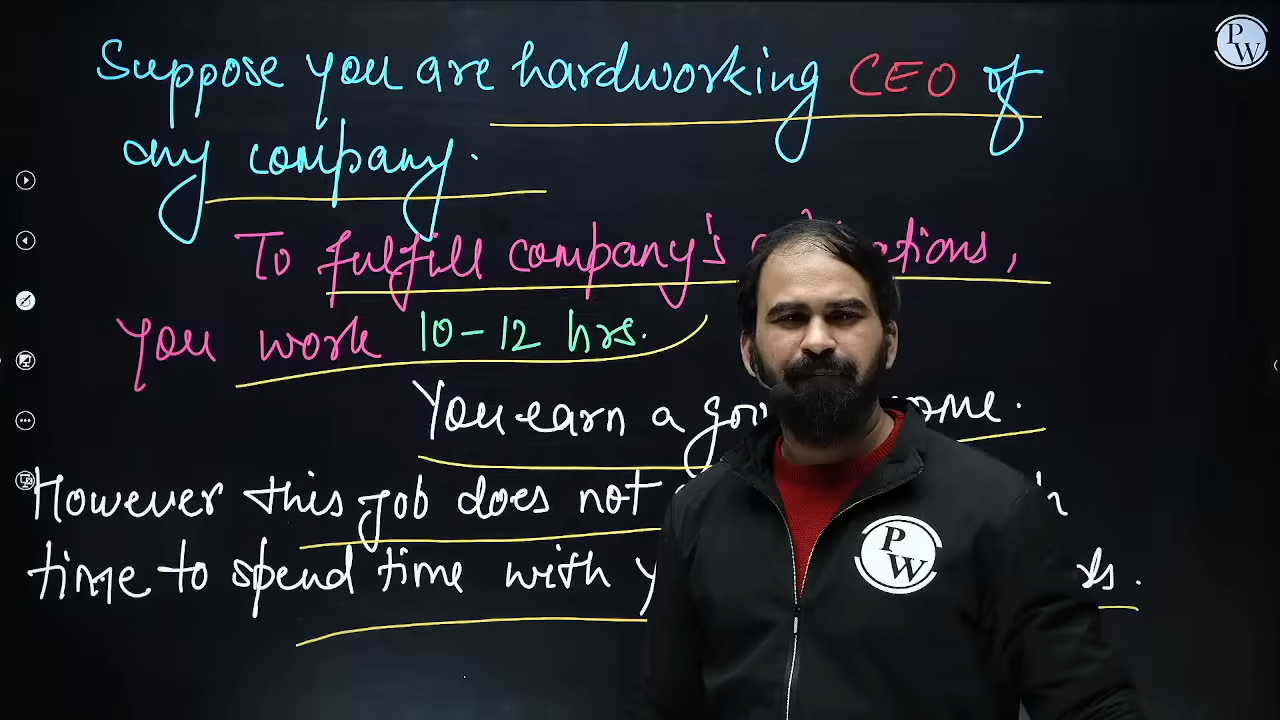 Suppose you are hardworking CEO of
any company.
To fulfill company's
you work 10-12 hrs.
You earn a
However this job does not
time to spend time with
P
W
P
W